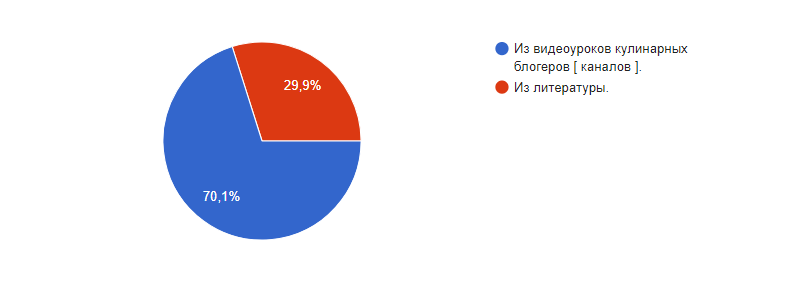 29,9%
70,1%
Из видеоуроков кулинарных
блогеров [ каналов ].
Из литературы.